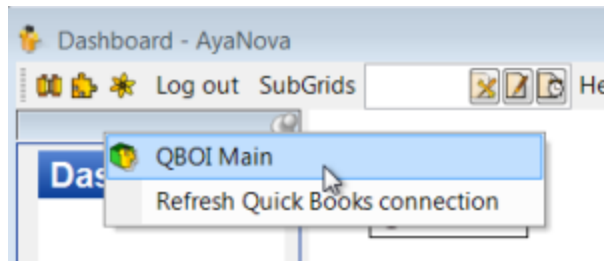 Dashboard - AyaNova
Log out SubGrids
QBOI Main
Refresh Quick Books connection